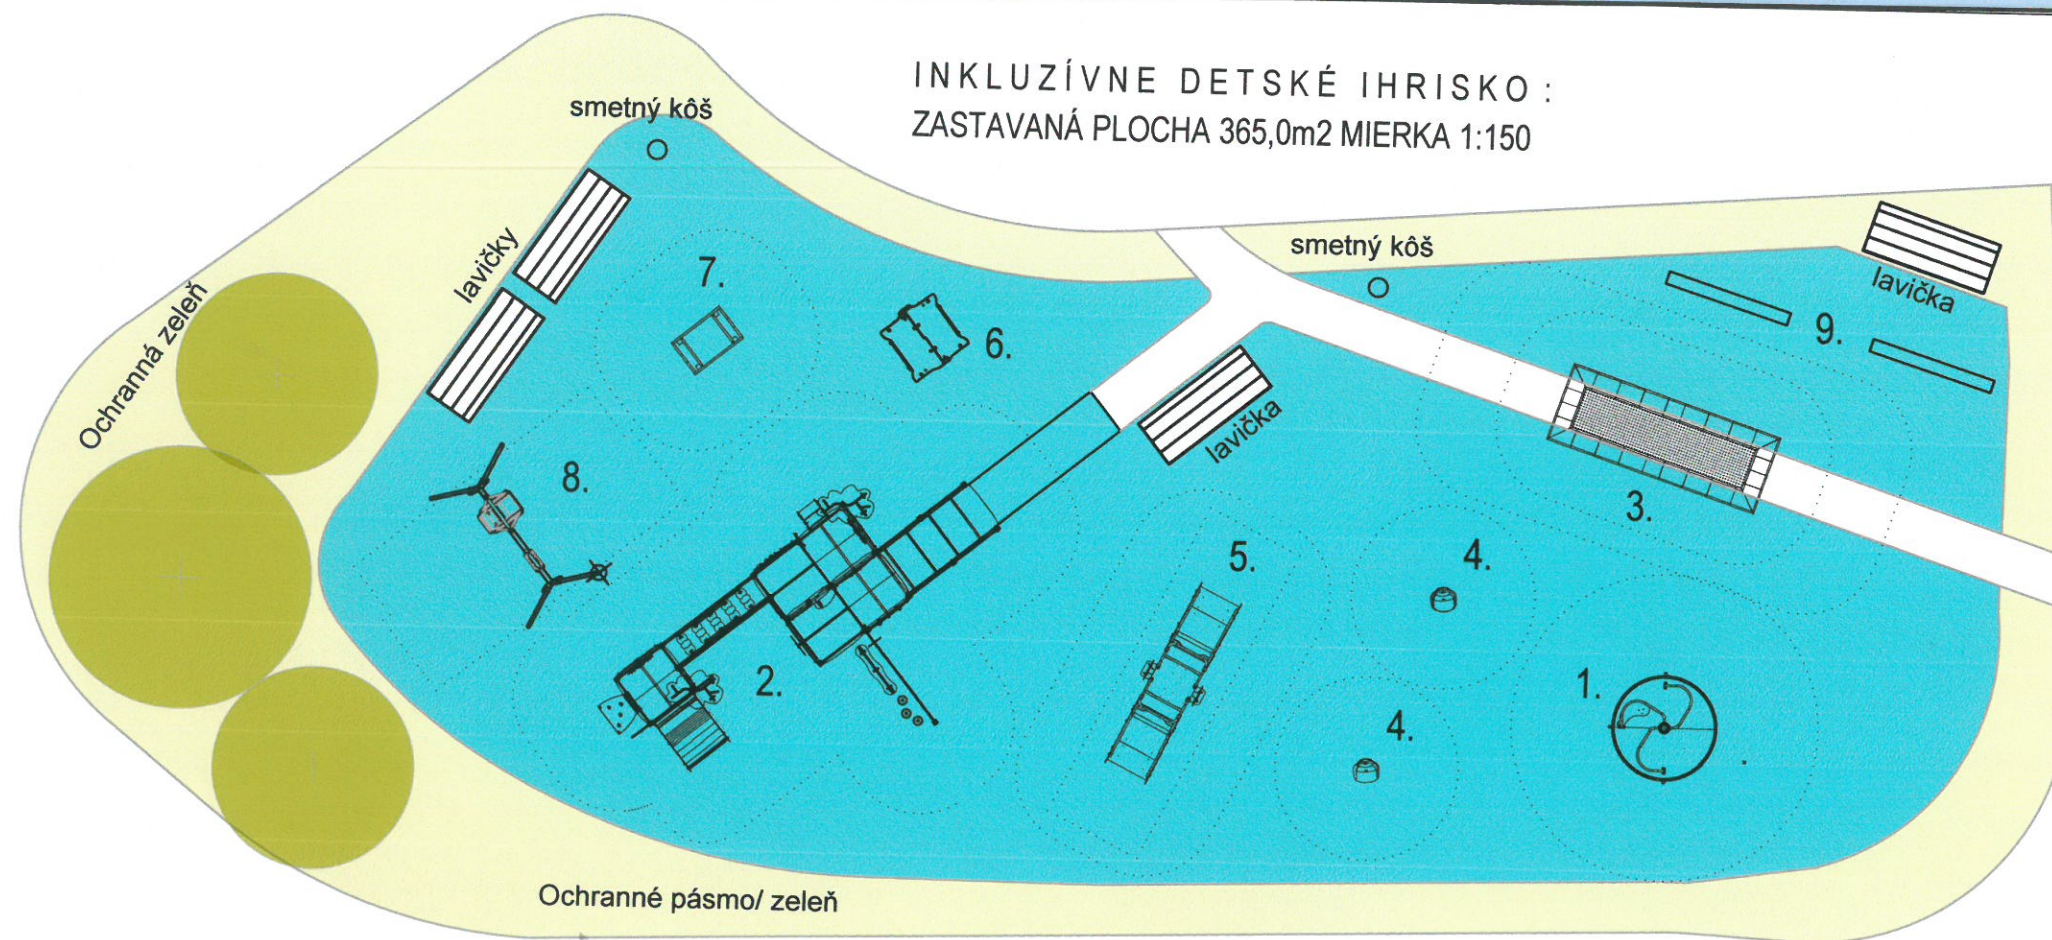 INKLUZÍVNE DETSKÉ IHRISKO :
ZASTAVANÁ PLOCHA 365,0m2 MIERKA 1:150
smetný kôš
lavičky
Ochranná zeleň
7.
6.
8.
2.
smetný kôš
lavička
9.
lavička
3.
5.
4.
4.
1.
Ochranné pásmo/ zeleň